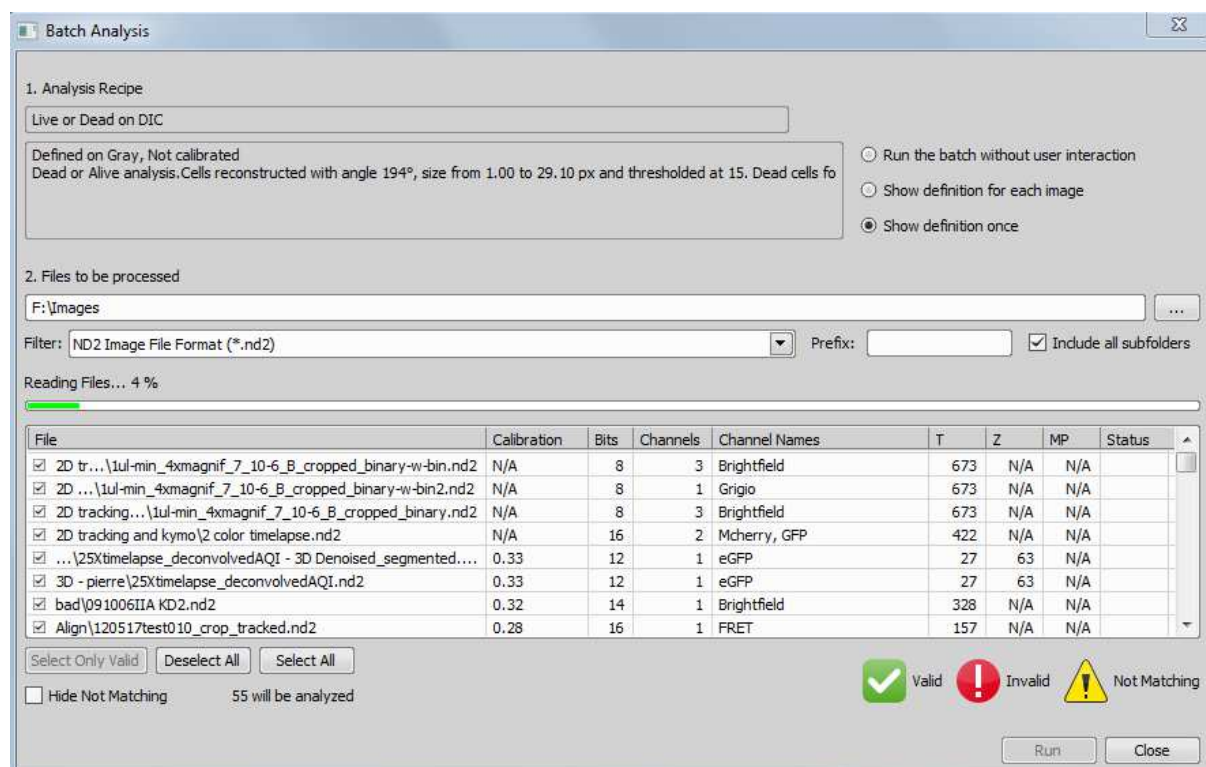 Batch Analysis
1. Analysis Recipe
Live or Dead on DIC
Defined on Gray, Not calibrated
Dead or Alive analysis.Cells reconstructed with angle 194°, size from 1.00 to 29.10 px and thresholded at 15. Dead cells fo
Run the batch without user interaction
Show definition for each image
Show definition once
2. Files to be processed
F:\Images
...
Filter: ND2 Image File Format (*.nd2) Prefix: Include all subfolders
Reading Files... 4 %
File Calibration Bits Channels Channel Names T Z MP Status
2D tr...\1ul-min_4xmagnif_7_10-6_B_cropped_binary-w-bin.nd2 N/A 8 3 Brightfield 673 N/A N/A
2D ...\1ul-min_4xmagnif_7_10-6_B_cropped_binary-w-bin2.nd2 N/A 8 1 Grigio 673 N/A N/A
2D tracking...\1ul-min_4xmagnif_7_10-6_B_cropped_binary.nd2 N/A 8 3 Brightfield 673 N/A N/A
2D tracking and kymo\2 color timelapse.nd2 N/A 16 2 Mcherry, GFP 422 N/A N/A
...\25Xtimelapse_deconvolvedAQI - 3D Denoised_segmented.... 0.33 12 1 eGFP 27 63 N/A
3D - pierre\25Xtimelapse_deconvolvedAQI.nd2 0.33 12 1 eGFP 27 63 N/A
bad\091006IIA KD2.nd2 0.32 14 1 Brightfield 328 N/A N/A
Align\120517test010_crop_tracked.nd2 0.28 16 1 FRET 157 N/A N/A
Select Only Valid Deselect All Select All
Valid Invalid Not Matching
Hide Not Matching 55 will be analyzed
Run Close